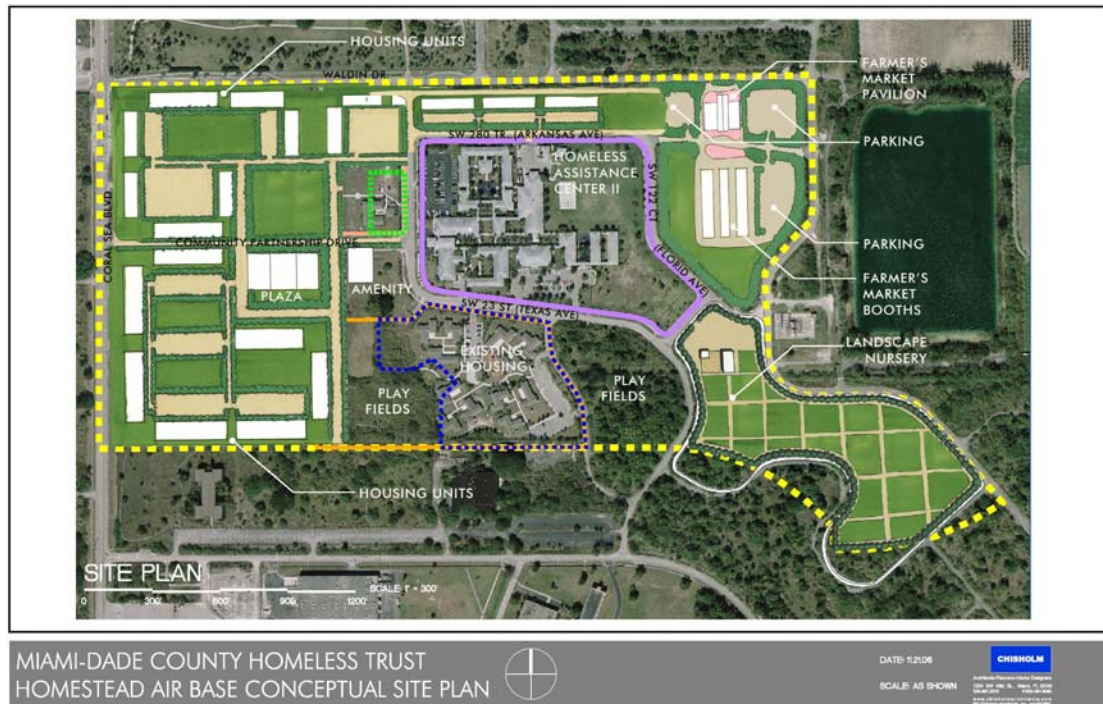 HOUSING UNITS
WALDIN DR
FARMER'S
MARKET
PAVILION
PARKING
SW 280 TR. (ARKANSAS AVE)
HOMELESS
ASSISTANCE
CENTER II
SW 122 CT
(FLORID AVE)
CORAL SEA BLVD
COMMUNITY PARTNERSHIP DRIVE
PARKING
PLAZA
AMENITY
FARMER'S
MARKET
BOOTHS
SW 23 ST (TEXAS AVE)
LANDSCAPE
NURSERY
EXISTING
HOUSING
PLAY
FIELDS
PLAY
FIELDS
HOUSING UNITS
SITE PLAN
SCALE 1" = 300'
0 300' 600' 900' 1200'
MIAMI-DADE COUNTY HOMELESS TRUST
HOMESTEAD AIR BASE CONCEPTUAL SITE PLAN
DATE: 11.21.06
SCALE: AS SHOWN
CHISHOLM